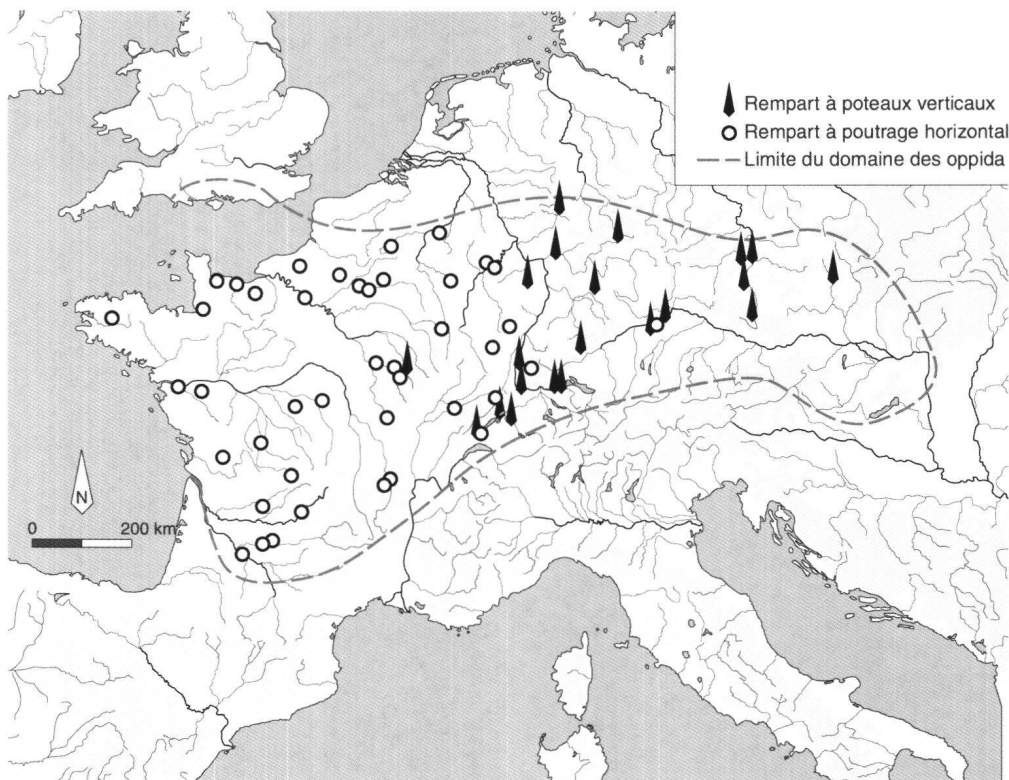 Rempart à poteaux verticaux
Rempart à poutrage horizontal
Limite du domaine des oppida
N
0 200 km